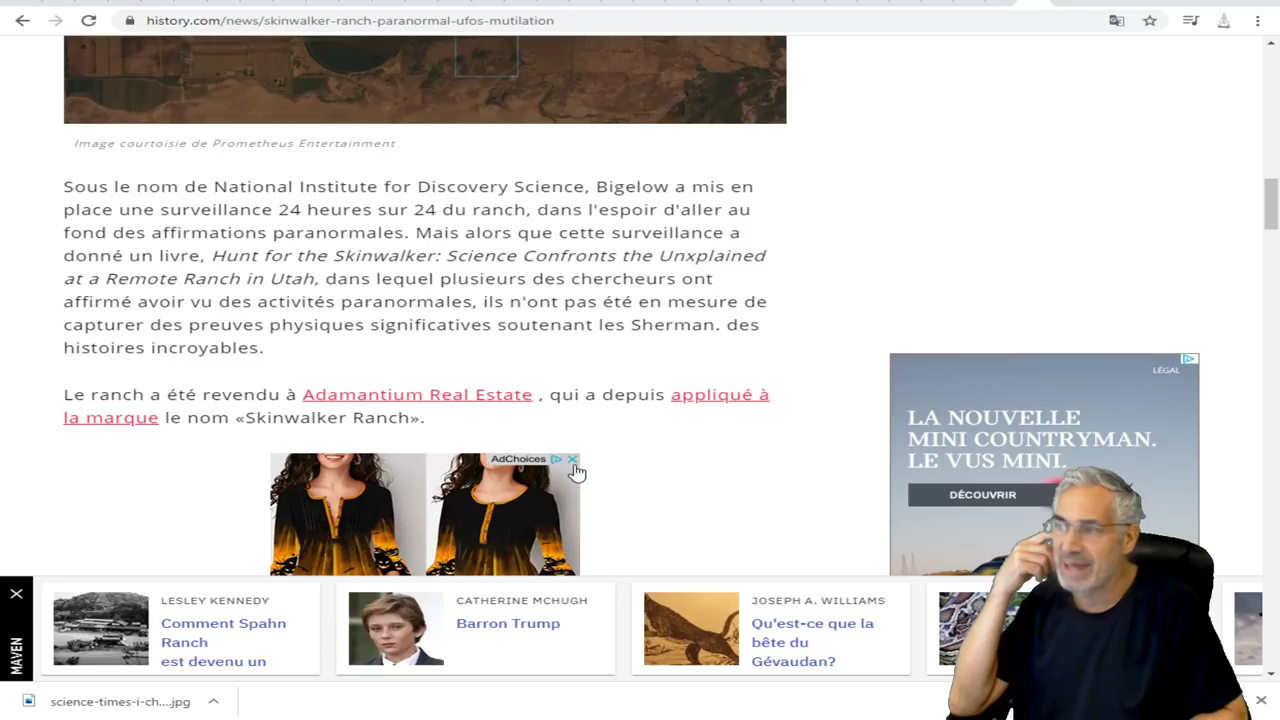 history.com/news/skinwalker-ranch-paranormal-ufos-mutilation
Image courtoisie de Prometheus Entertainment
Sous le nom de National Institute for Discovery Science, Bigelow a mis en
place une surveillance 24 heures sur 24 du ranch, dans l'espoir d'aller au
fond des affirmations paranormales. Mais alors que cette surveillance a
donné un livre, Hunt for the Skinwalker: Science Confronts the Unxplained
at a Remote Ranch in Utah, dans lequel plusieurs des chercheurs ont
affirmé avoir vu des activités paranormales, ils n'ont pas été en mesure de
capturer des preuves physiques significatives soutenant les Sherman. des
histoires incroyables.
Le ranch a été revendu à Adamantium Real Estate , qui a depuis appliqué à
la marque le nom «Skinwalker Ranch».
AdChoices
LÉGAL
LA NOUVELLE
MINI COUNTRYMAN.
LE VUS MINI.
DÉCOUVRIR
MAVEN
LESLEY KENNEDY
Comment Spahn
Ranch
est devenu un
CATHERINE MCHUGH
Barron Trump
JOSEPH A. WILLIAMS
Qu'est-ce que la
bête du
Gévaudan?
science-times-i-ch....jpg